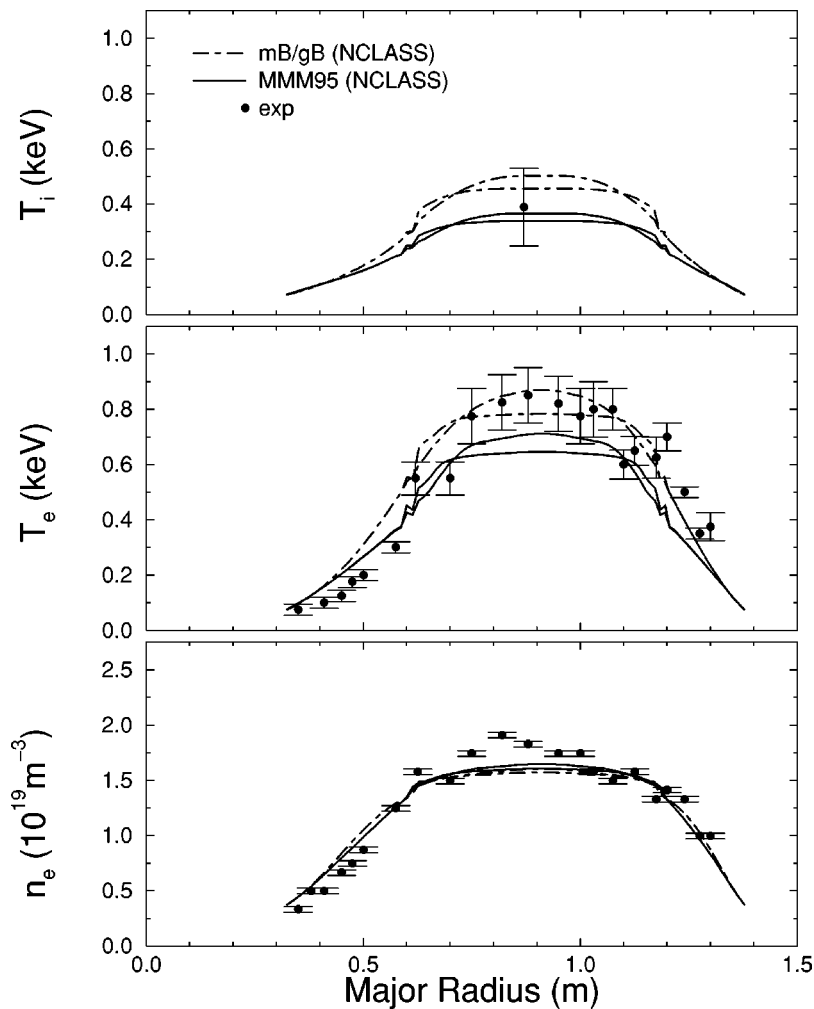 1.0
0.8
0.6
0.4
0.2
0.0
T_i (keV)
mB/gB (NCLASS)
MMM95 (NCLASS)
exp
1.0
0.8
0.6
0.4
0.2
0.0
T_e (keV)
2.5
2.0
1.5
1.0
0.5
0.0
n_e (10^19 m^−3)
0.0 0.5 1.0 1.5
Major Radius (m)